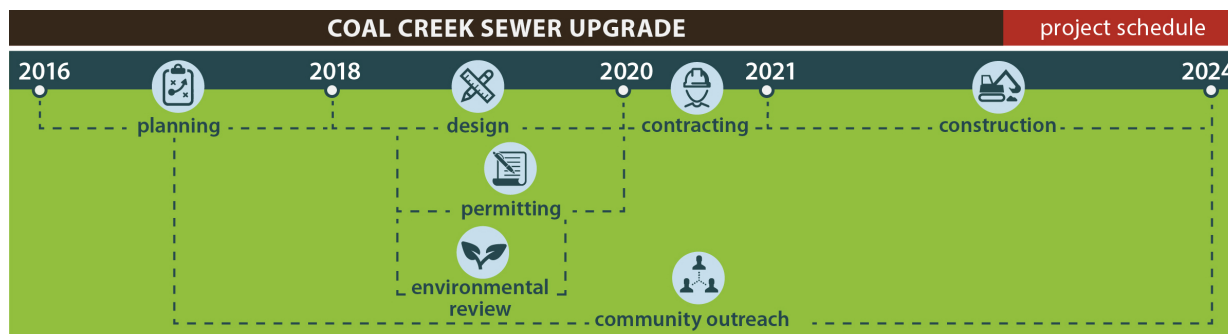 COAL CREEK SEWER UPGRADE
project schedule
2016
2018
2020
2021
2024
planning
design
contracting
construction
permitting
environmental
review
community outreach